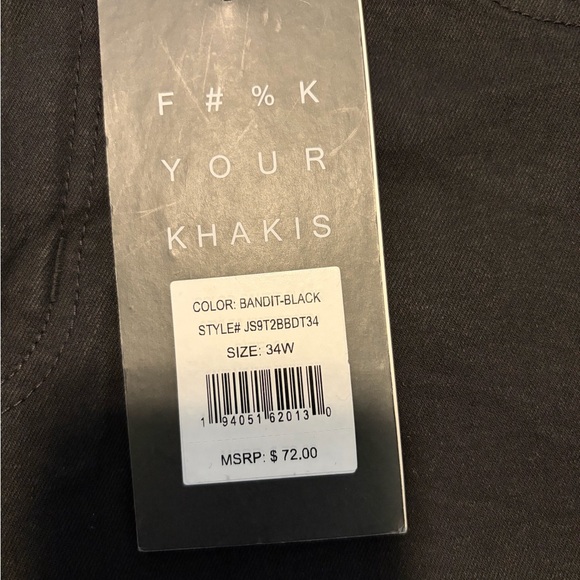 F#%K
YOUR
KHAKIS
COLOR: BANDIT-BLACK
STYLE# JS9T2BBDT34
SIZE: 34W
1 94051 62013 0
MSRP: $ 72.00